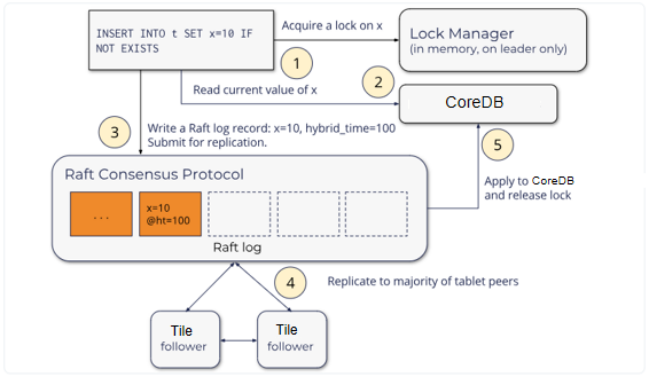 INSERT INTO t SET x=10 IF
NOT EXISTS
Acquire a lock on x
Lock Manager
(in memory, on leader only)
1
Read current value of x
2
CoreDB
3
Write a Raft log record: x=10, hybrid_time=100
Submit for replication.
5
Raft Consensus Protocol
Apply to CoreDB
and release lock
...
x=10
@ht=100
Raft log
4
Replicate to majority of tablet peers
Tile
follower
Tile
follower